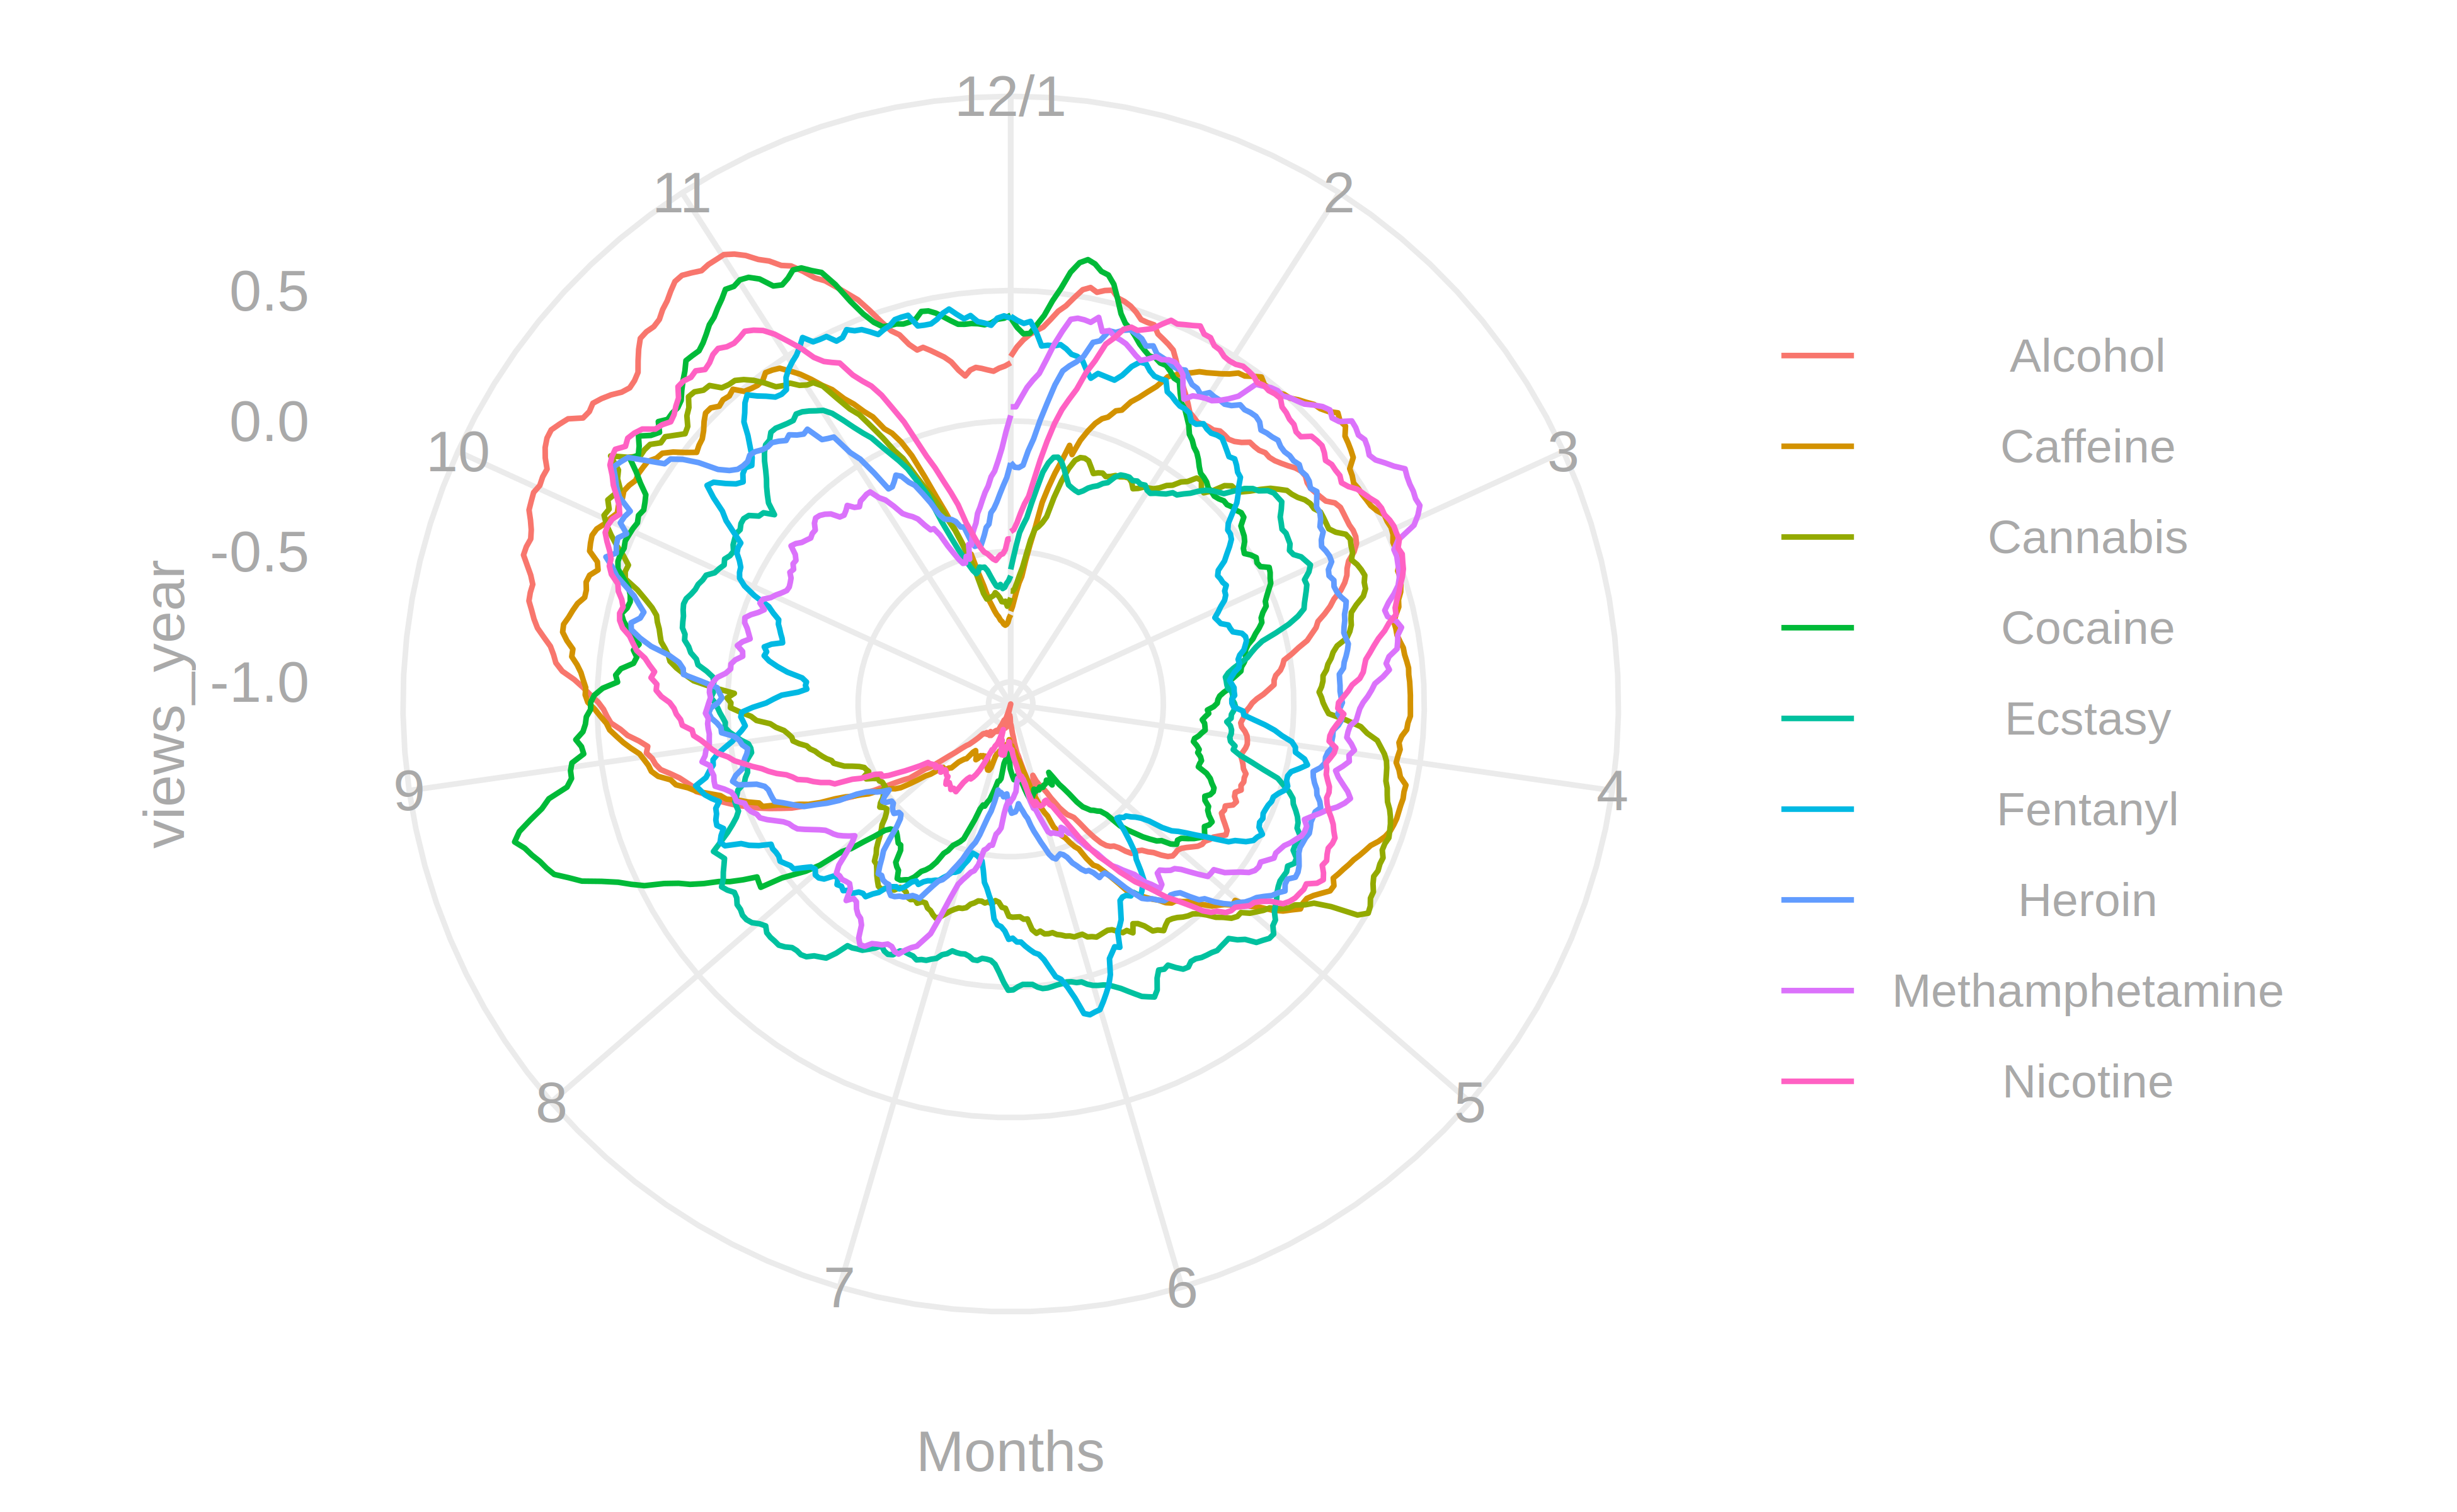 12/1
2
3
4
5
6
7
8
9
10
11
0.5
0.0
-0.5
-1.0
views_year
Months
Alcohol
Caffeine
Cannabis
Cocaine
Ecstasy
Fentanyl
Heroin
Methamphetamine
Nicotine